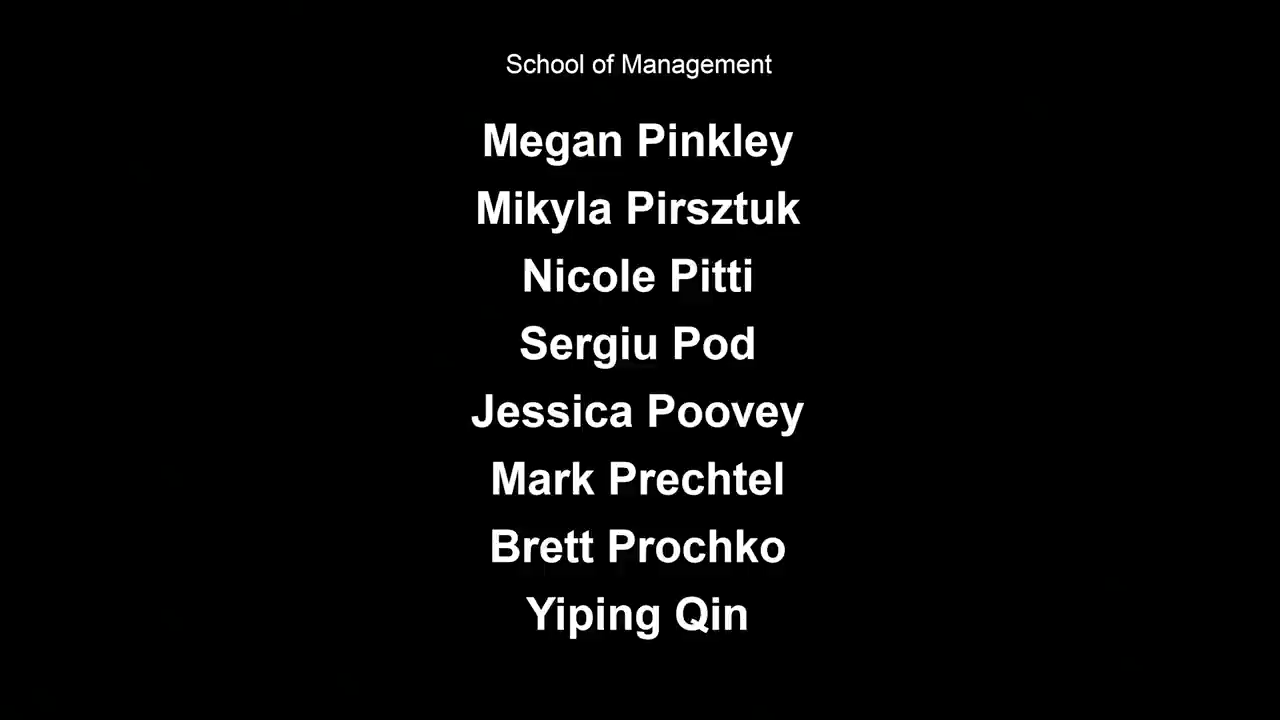 School of Management
Megan Pinkley
Mikyla Pirsztuk
Nicole Pitti
Sergiu Pod
Jessica Poovey
Mark Prechtel
Brett Prochko
Yiping Qin